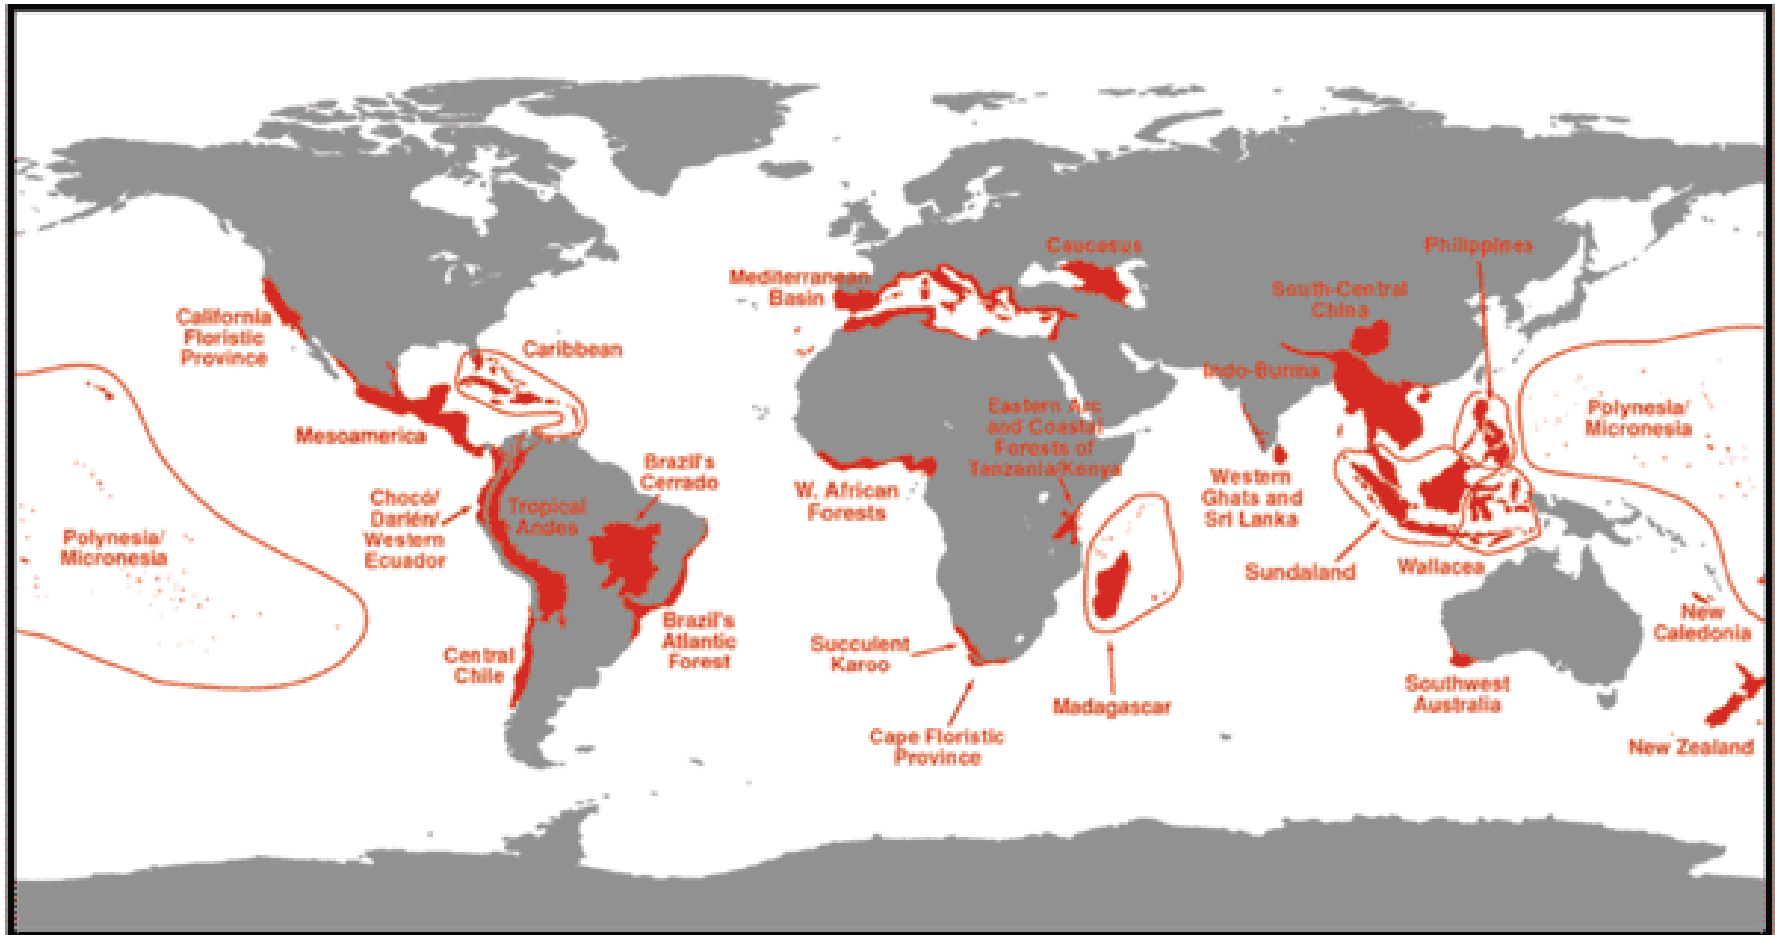 Caucasus
Philippines
Mediterranean
Basin
South-Central
China
California
Floristic
Province
Caribbean
Indo-Burma
Eastern Arc
and Coastal
Forests of
Tanzania/Kenya
Polynesia/
Micronesia
Mesoamerica
Brazil's
Cerrado
Western
Ghats and
Sri Lanka
W. African
Forests
Chocó/
Darién/
Western
Ecuador
Tropical
Andes
Polynesia/
Micronesia
Sundaland
Wallacea
New
Caledonia
Brazil's
Atlantic
Forest
Succulent
Karoo
Central
Chile
Madagascar
Southwest
Australia
Cape Floristic
Province
New Zealand